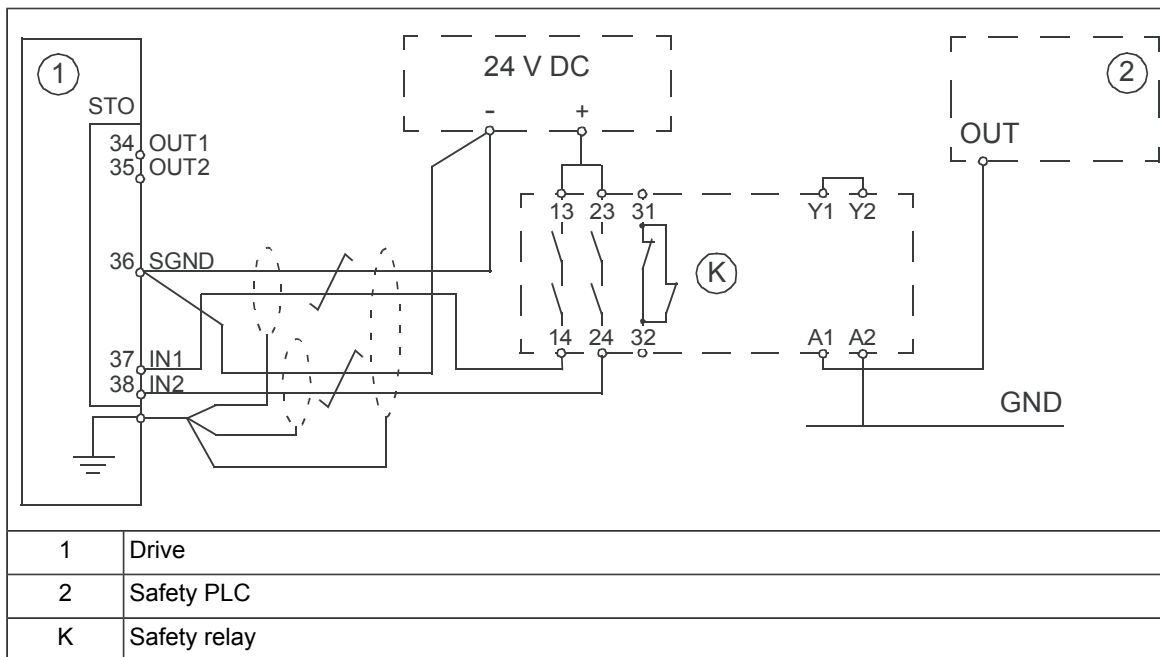 1
24 V DC
2
STO
- +
OUT
34 OUT1
35 OUT2
13 23 31 Y1 Y2
36 SGND
K
14 24 32 A1 A2
37 IN1
38 IN2
GND
1 Drive
2 Safety PLC
K Safety relay